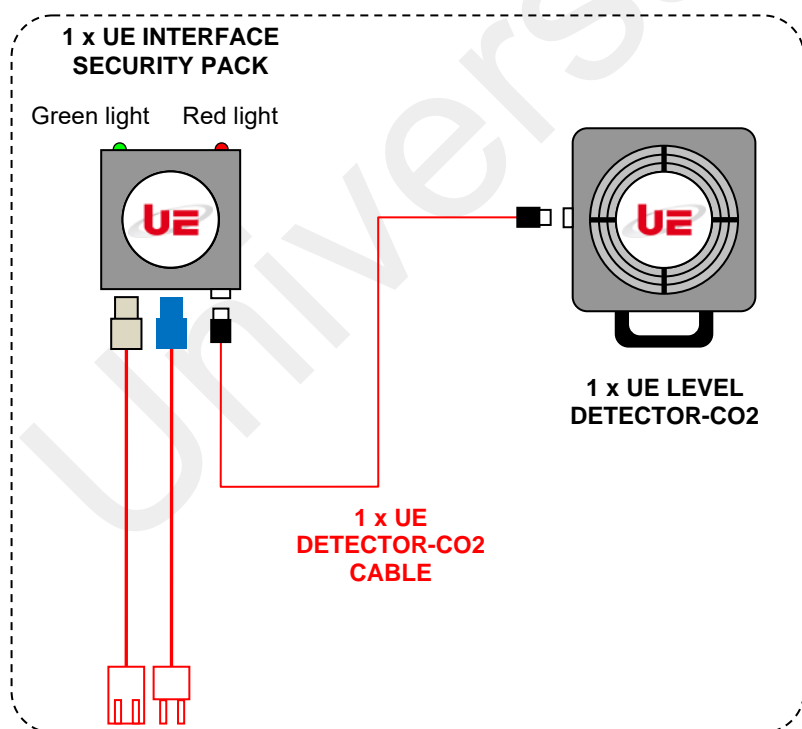 1 x UE INTERFACE
SECURITY PACK
Green light
Red light
UE
UE
1 x UE LEVEL
DETECTOR-CO2
1 x UE
DETECTOR-CO2
CABLE
Univers